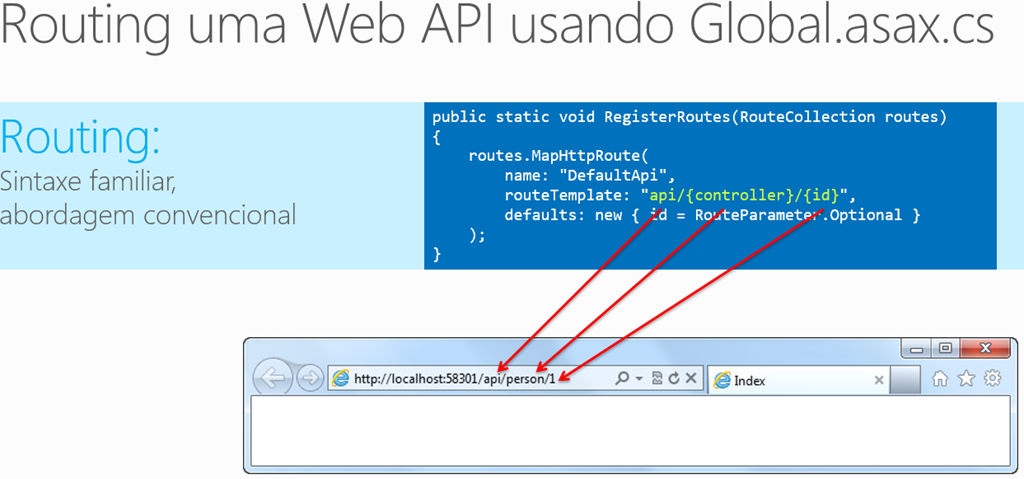 Routing uma Web API usando Global.asax.cs
Routing:
Sintaxe familiar,
abordagem convencional
public static void RegisterRoutes(RouteCollection routes)
{
routes.MapHttpRoute(
name: "DefaultApi",
routeTemplate: "api/{controller}/{id}",
defaults: new { id = RouteParameter.Optional }
);
}
http://localhost:58301/api/person/1
Index